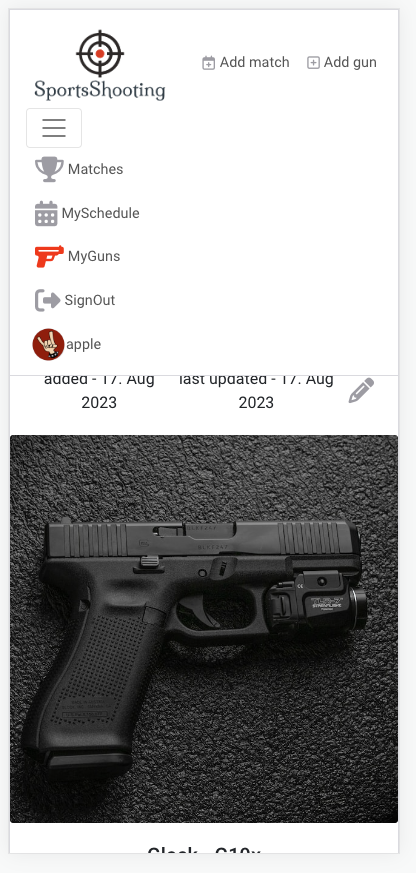 SportsShooting
Add match
Add gun
Matches
MySchedule
MyGuns
SignOut
apple
added - 17. Aug
2023
last updated - 17. Aug
2023
STREAMLIGHT